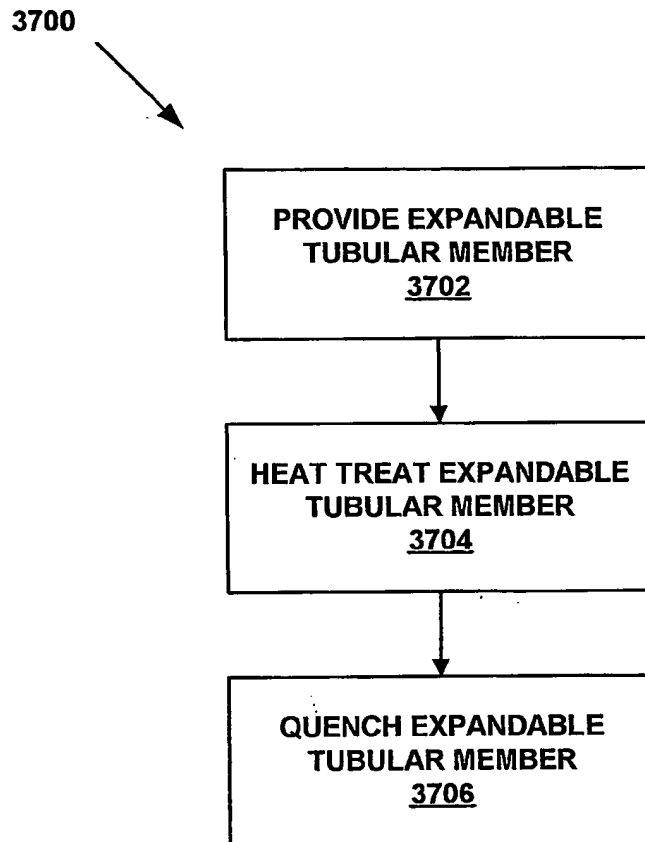 3700
PROVIDE EXPANDABLE
TUBULAR MEMBER
3702
HEAT TREAT EXPANDABLE
TUBULAR MEMBER
3704
QUENCH EXPANDABLE
TUBULAR MEMBER
3706